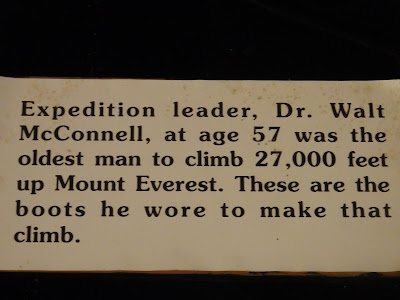 Expedition leader, Dr. Walt
McConnell, at age 57 was the
oldest man to climb 27,000 feet
up Mount Everest. These are the
boots he wore to make that
climb.